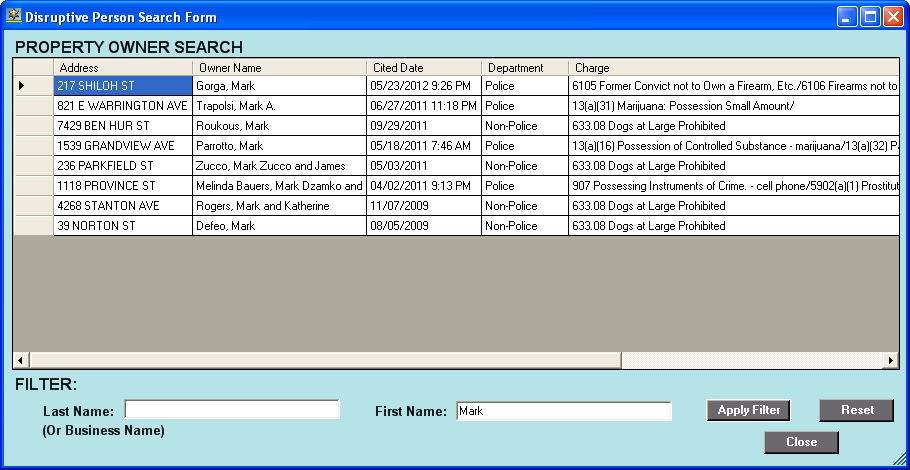 Disruptive Person Search Form
PROPERTY OWNER SEARCH
Address Owner Name Cited Date Department Charge
217 SHILOH ST Gorga, Mark 05/23/2012 9:26 PM Police 6105 Former Convict not to Own a Firearm, Etc./6106 Firearms not to
821 E WARRINGTON AVE Trapolsi, Mark A. 06/27/2011 11:18 PM Police 13(a)(31) Marijuana: Possession Small Amount/
7429 BEN HUR ST Roukous, Mark 09/29/2011 Non-Police 633.08 Dogs at Large Prohibited
1539 GRANDVIEW AVE Parrotto, Mark 05/18/2011 7:46 AM Police 13(a)(16) Possession of Controlled Substance - marijuana/13(a)(32) Pa
236 PARKFIELD ST Zucco, Mark Zucco and James 05/03/2011 Non-Police 633.08 Dogs at Large Prohibited
1118 PROVINCE ST Melinda Bauers, Mark Dzamko and 04/02/2011 9:13 PM Police 907 Possessing Instruments of Crime. - cell phone/5902(a)(1) Prostitut
4268 STANTON AVE Rogers, Mark and Katherine 11/07/2009 Non-Police 633.08 Dogs at Large Prohibited
39 NORTON ST Defeo, Mark 08/05/2009 Non-Police 633.08 Dogs at Large Prohibited
FILTER:
Last Name: First Name: Mark Apply Filter Reset
(Or Business Name)
Close